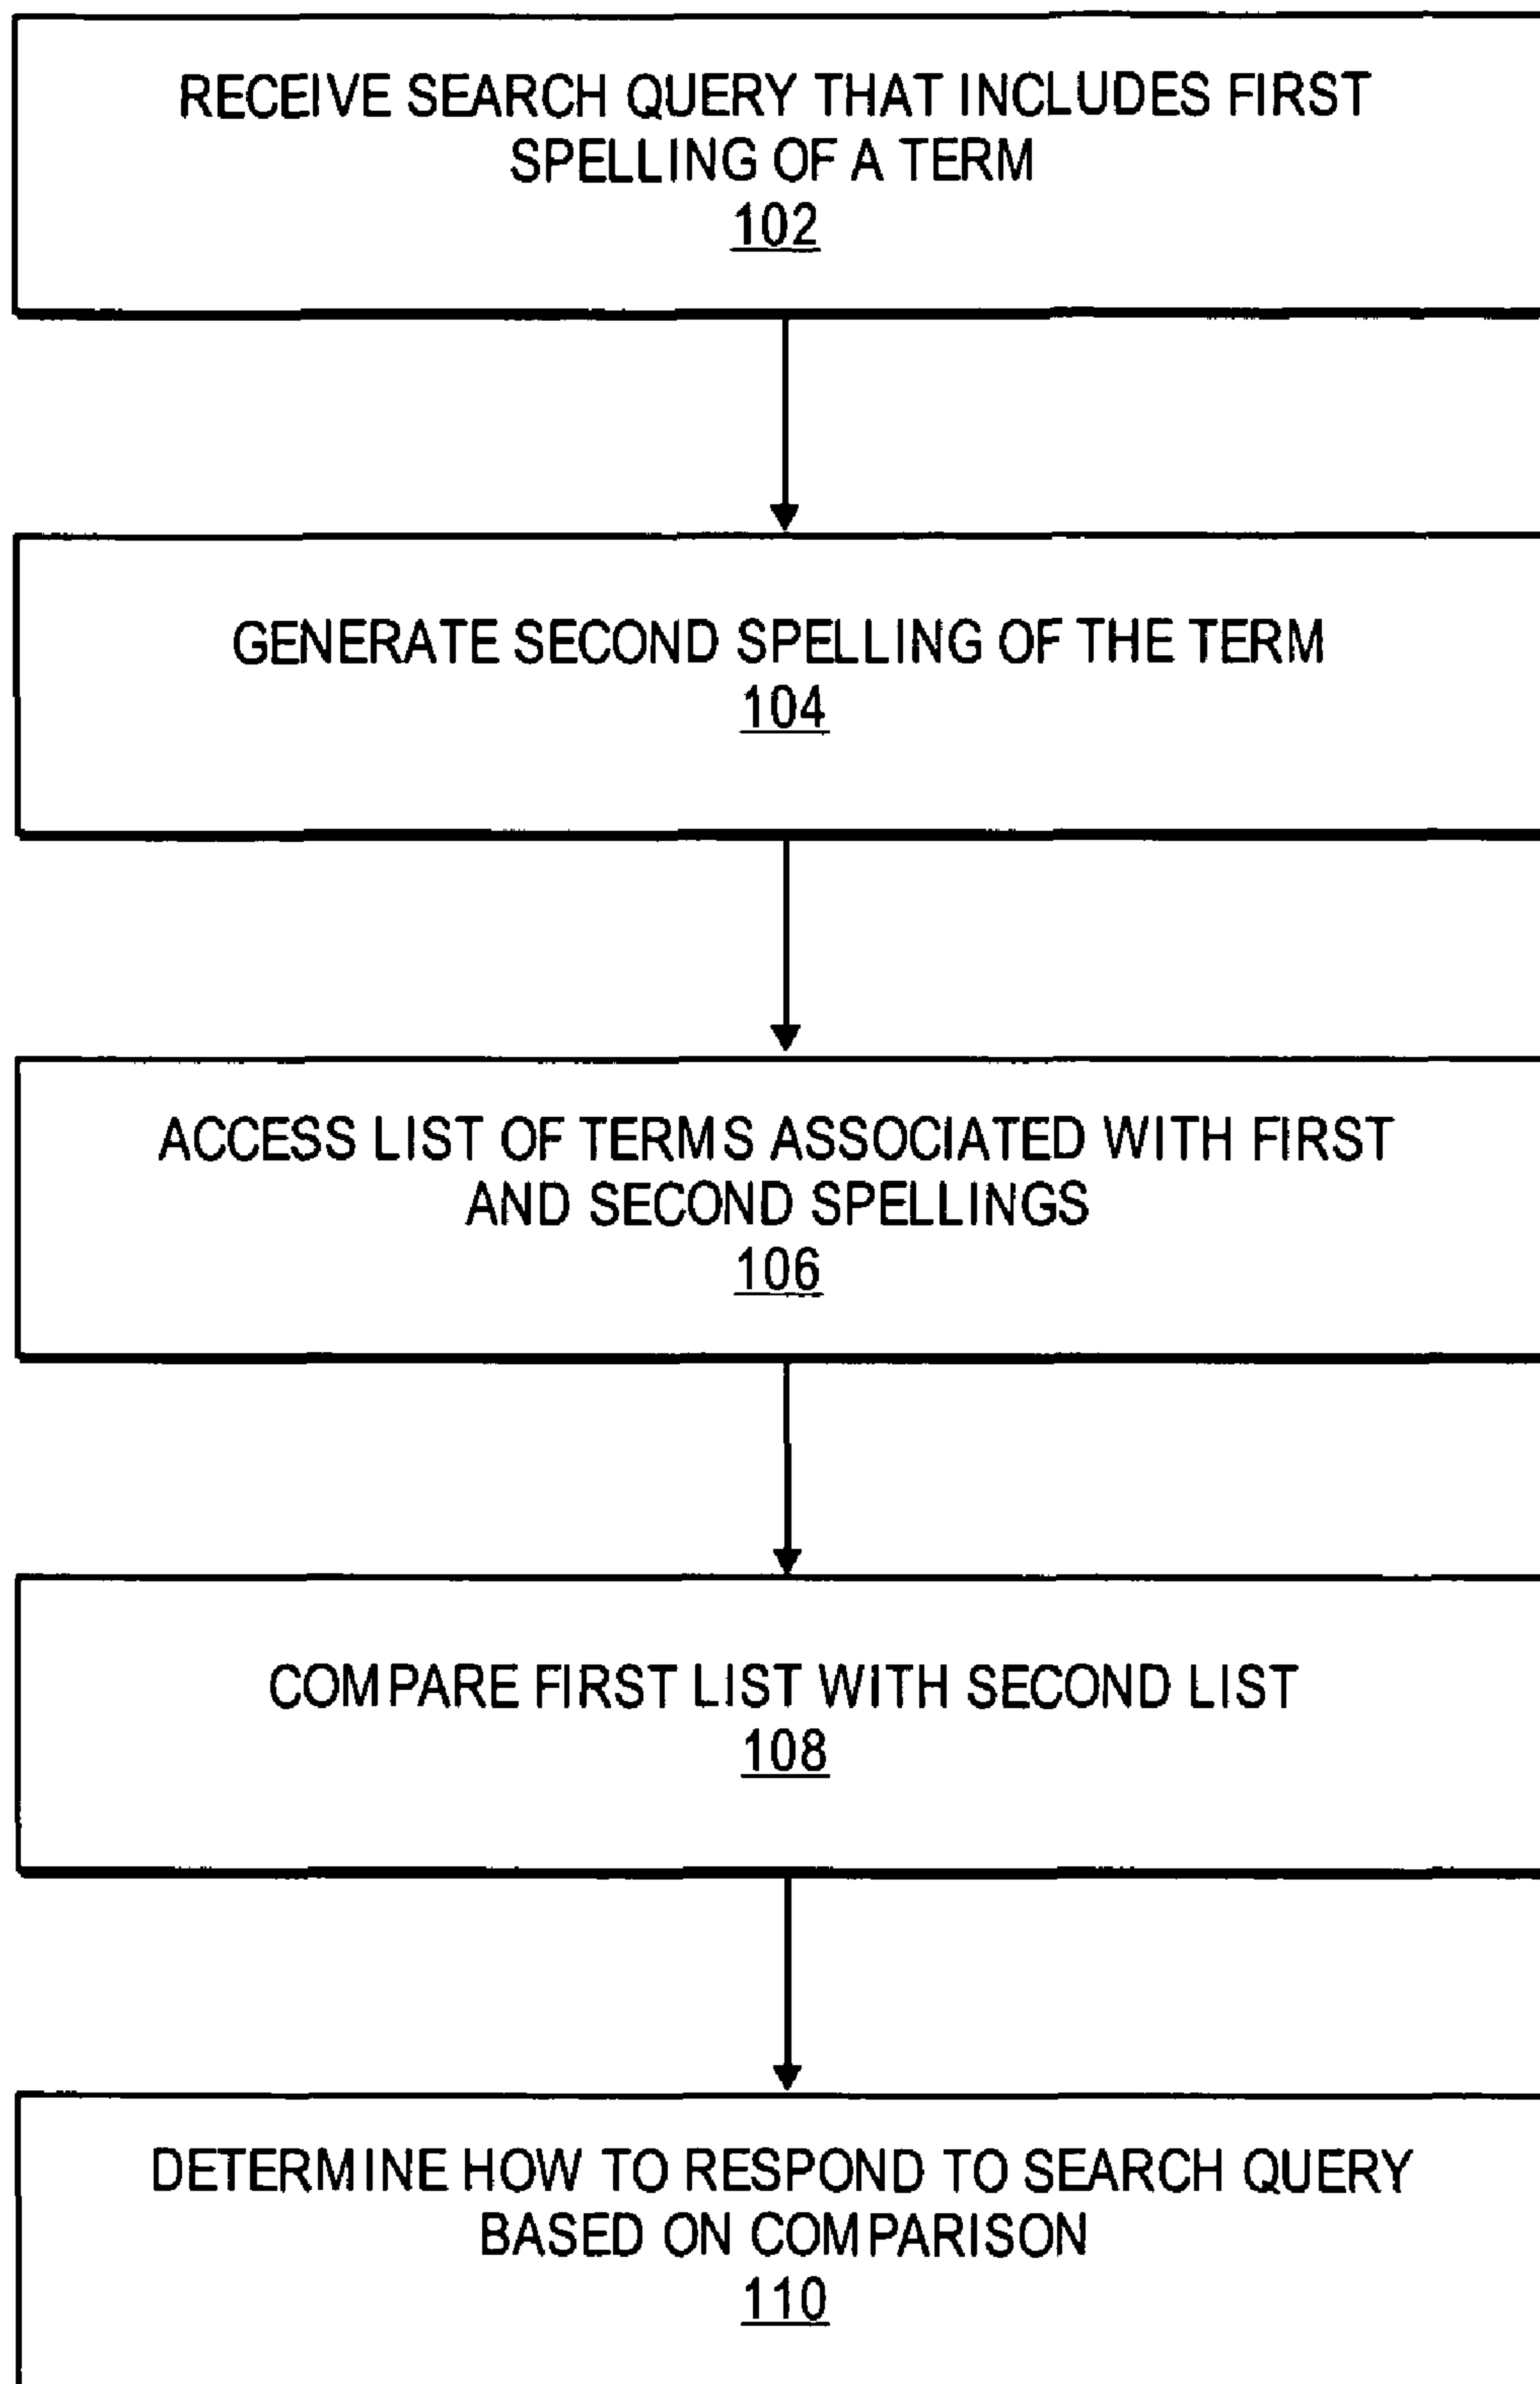 RECEIVE SEARCH QUERY THAT INCLUDES FIRST
SPELLING OF A TERM
102
GENERATE SECOND SPELLING OF THE TERM
104
ACCESS LIST OF TERMS ASSOCIATED WITH FIRST
AND SECOND SPELLINGS
106
COMPARE FIRST LIST WITH SECOND LIST
108
DETERMINE HOW TO RESPOND TO SEARCH QUERY
BASED ON COMPARISON
110